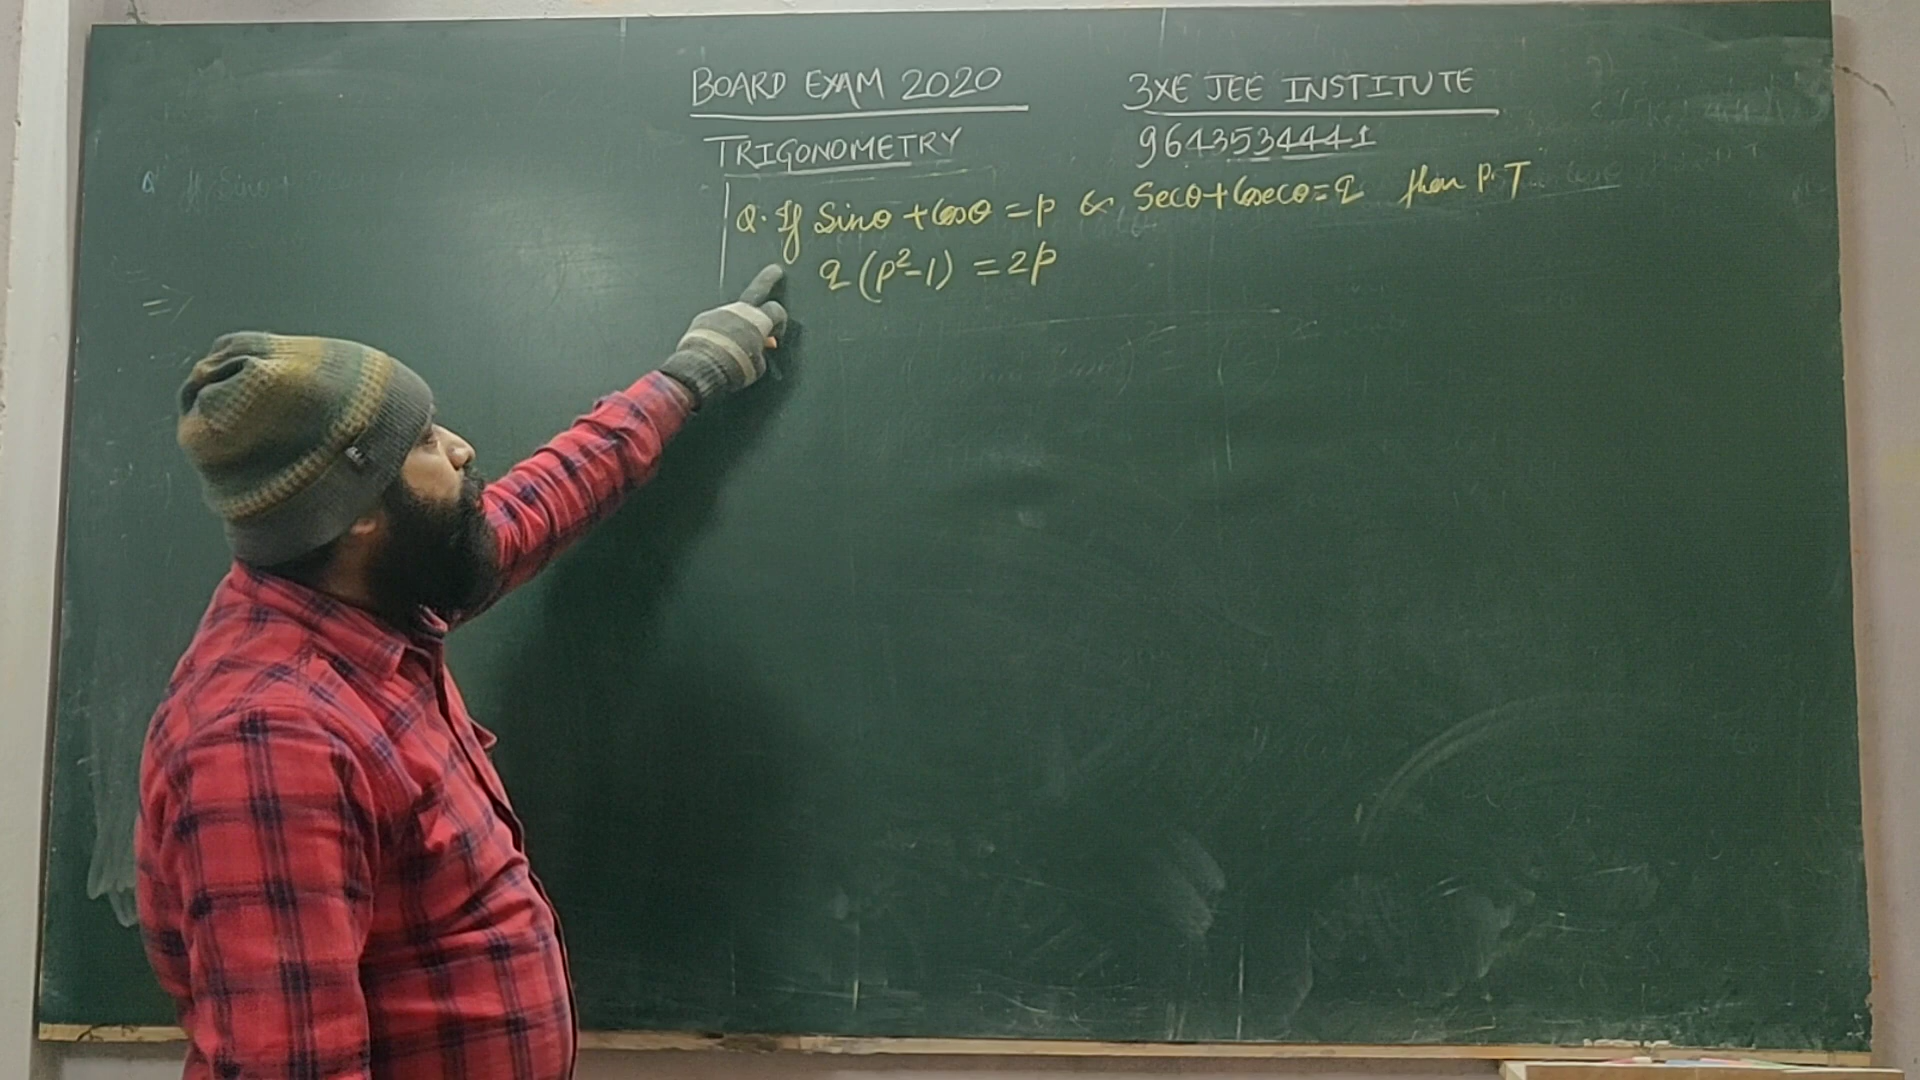 BOARD EXAM 2020
3XE JEE INSTITUTE
TRIGONOMETRY
9643534441
Q. If Sinθ + Cosθ = p & Secθ + Cosecθ = q then P.T
q (p²-1) = 2p
⇒